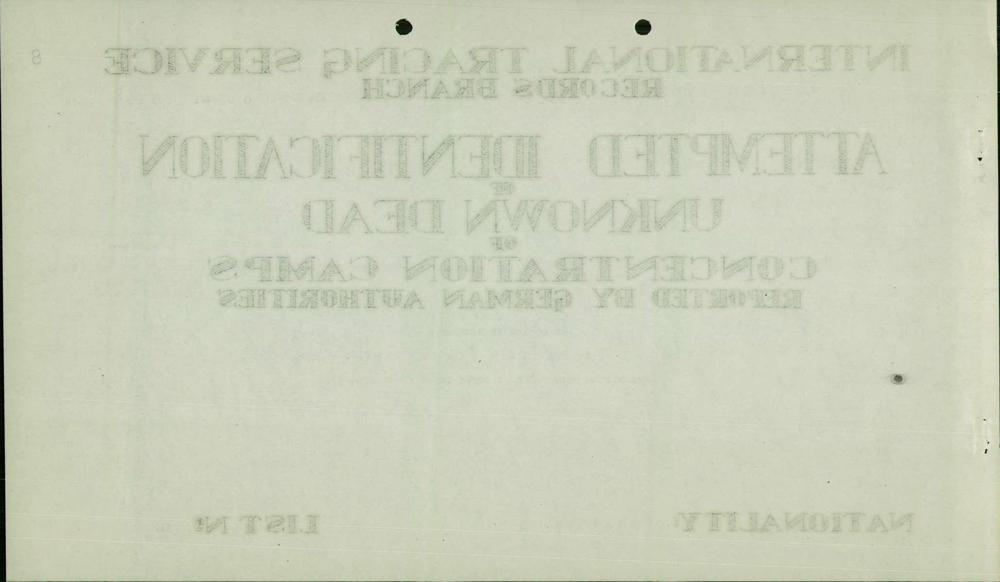 8
INTERNATIONAL TRACING SERVICE
RECORDS BRANCH
ATTEMPTED IDENTIFICATION
OF
UNKNOWN DEAD
OF
CONCENTRATION CAMPS
REPORTED BY GERMAN AUTHORITIES
NATIONALITY: LIST Nº